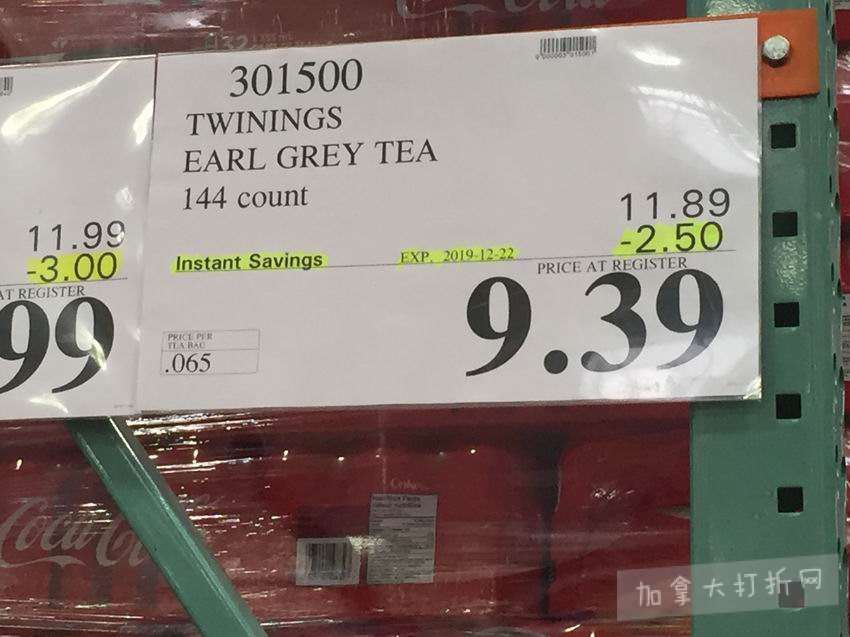 301500
TWININGS
EARL GREY TEA
144 count
11.89
Instant Savings EXP. 2019-12-22 -2.50
PRICE AT REGISTER
9.39
PRICE PER
TEA BAG
.065
11.99
-3.00
AT REGISTER
99
Coca-Co
加拿大打折网